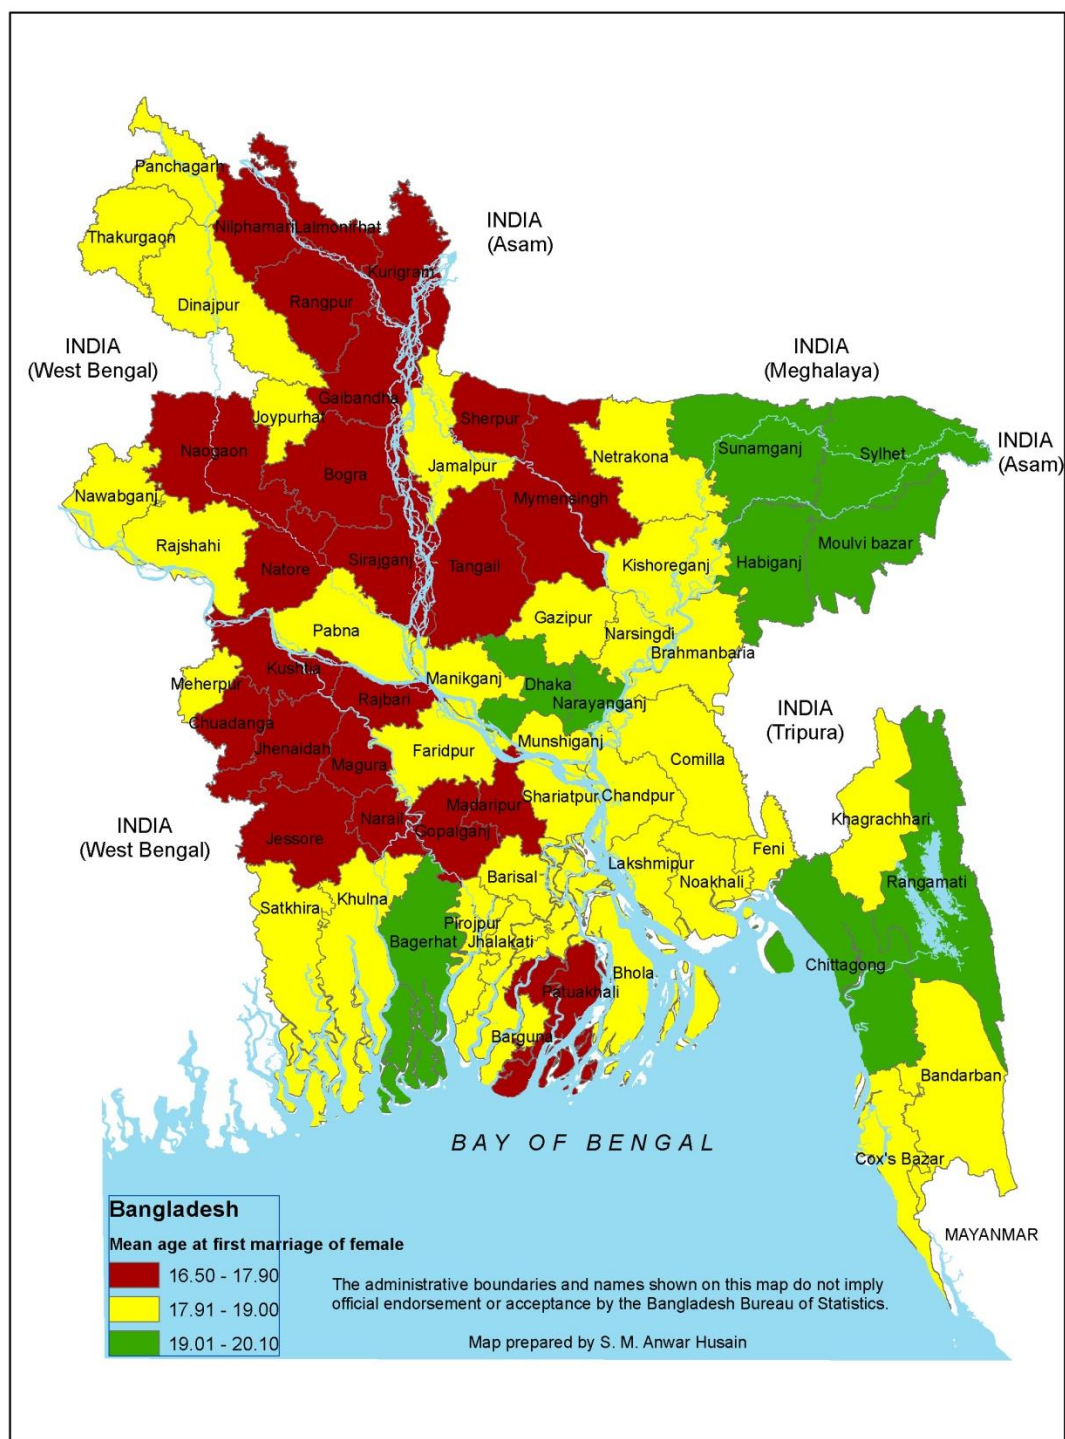 Panchagarh
INDIA
(Asam)
Nilphamari
Lalmonirhat
Thakurgaon
Kurigram
Rangpur
Dinajpur
INDIA
(West Bengal)
INDIA
(Meghalaya)
Gaibandha
Joypurhat
Sherpur
Naogaon
Sunamganj
Sylhet
INDIA
(Asam)
Netrakona
Jamalpur
Bogra
Nawabganj
Mymensingh
Rajshahi
Moulvi bazar
Sirajganj
Habiganj
Natore
Tangail
Kishoreganj
Gazipur
Pabna
Narsingdi
Brahmanbaria
Kushtia
Manikganj
Meherpur
Dhaka
Rajbari
Narayanganj
Chuadanga
INDIA
(Tripura)
Munshiganj
Jhenaidah
Faridpur
Comilla
Magura
Shariatpur
Chandpur
Madaripur
Narail
Khagrachhari
INDIA
(West Bengal)
Gopalganj
Jessore
Feni
Lakshmipur
Barisal
Noakhali
Rangamati
Khulna
Satkhira
Pirojpur
Bagerhat
Jhalakati
Chittagong
Bhola
Patuakhali
Barguna
Bandarban
BAY OF BENGAL
Cox's Bazar
MAYANMAR
Bangladesh
Mean age at first marriage of female
16.50 - 17.90
17.91 - 19.00
19.01 - 20.10
The administrative boundaries and names shown on this map do not imply
official endorsement or acceptance by the Bangladesh Bureau of Statistics.
Map prepared by S. M. Anwar Husain